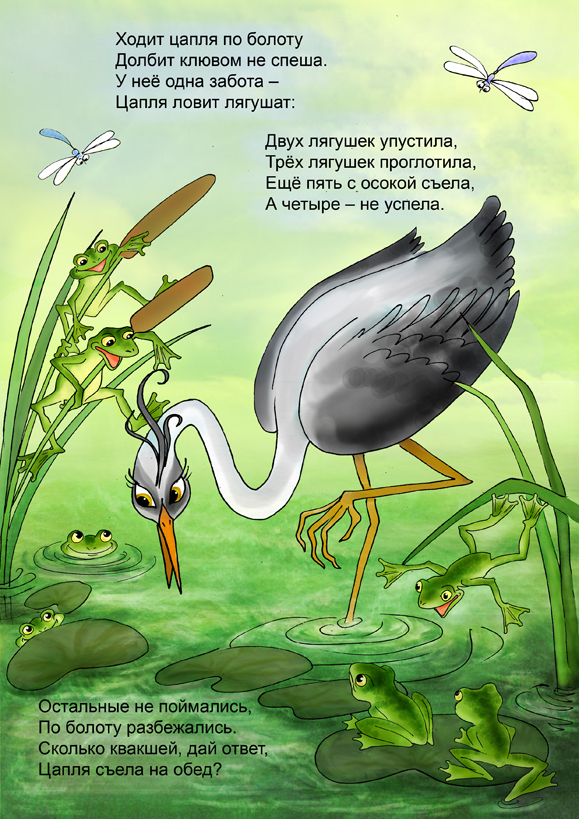 Ходит цапля по болоту
Долбит клювом не спеша.
У неё одна забота –
Цапля ловит лягушат:
Двух лягушек упустила,
Трёх лягушек проглотила,
Ещё пять с осокой съела,
А четыре – не успела.
Остальные не поймались,
По болоту разбежались.
Сколько квакшей, дай ответ,
Цапля съела на обед?